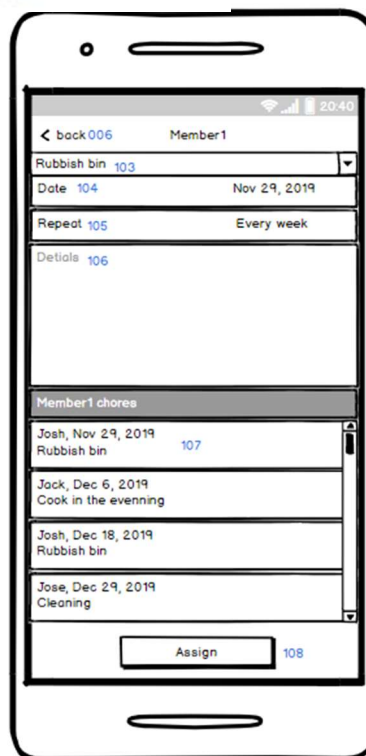 20:40
< back 006 Member1
Rubbish bin 103
Date 104 Nov 29, 2019
Repeat 105 Every week
Detials 106
Member1 chores
Josh, Nov 29, 2019
Rubbish bin 107
Jack, Dec 6, 2019
Cook in the evenning
Josh, Dec 18, 2019
Rubbish bin
Jose, Dec 29, 2019
Cleaning
Assign 108